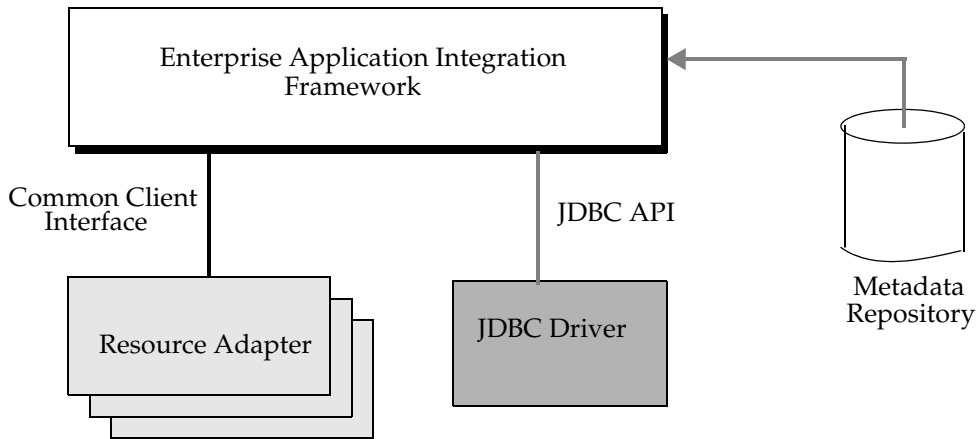 Enterprise Application Integration
Framework
Common Client
Interface
JDBC API
Metadata
Repository
Resource Adapter
JDBC Driver